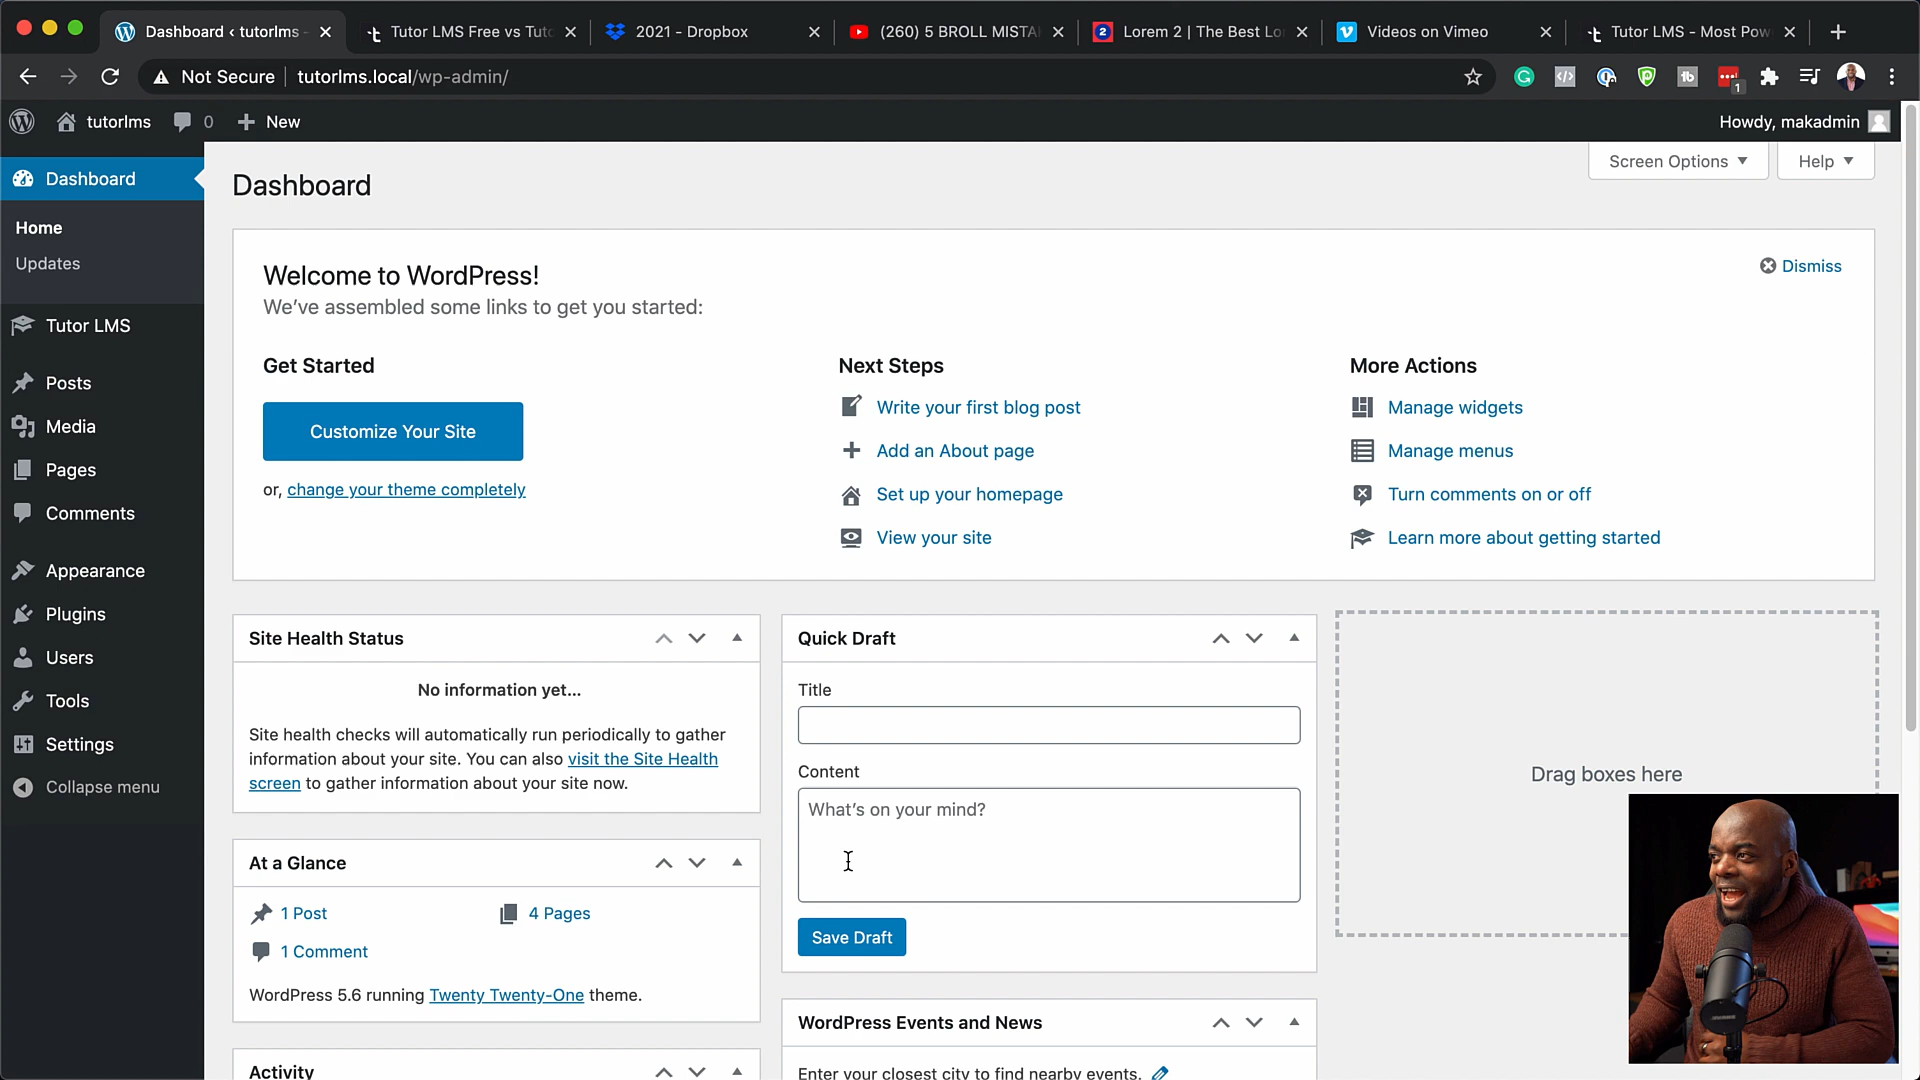 Dashboard ‹ tutorlms -
Tutor LMS Free vs Tuto
2021 - Dropbox
(260) 5 BROLL MISTA
Lorem 2 | The Best Lo
Videos on Vimeo
Tutor LMS - Most Pow
Not Secure
tutorlms.local/wp-admin/
1
tutorlms
0
New
Howdy, makadmin
Screen Options
Help
Dashboard
Home
Updates
Tutor LMS
Posts
Media
Pages
Comments
Appearance
Plugins
Users
Tools
Settings
Collapse menu
Dashboard
Welcome to WordPress!
Dismiss
We’ve assembled some links to get you started:
Get Started
Customize Your Site
or, change your theme completely
Next Steps
Write your first blog post
Add an About page
Set up your homepage
View your site
More Actions
Manage widgets
Manage menus
Turn comments on or off
Learn more about getting started
Site Health Status
No information yet...
Site health checks will automatically run periodically to gather
information about your site. You can also visit the Site Health
screen to gather information about your site now.
At a Glance
1 Post
4 Pages
1 Comment
WordPress 5.6 running Twenty Twenty-One theme.
Activity
Quick Draft
Title
Content
What’s on your mind?
Save Draft
WordPress Events and News
Enter your closest city to find nearby events.
Drag boxes here